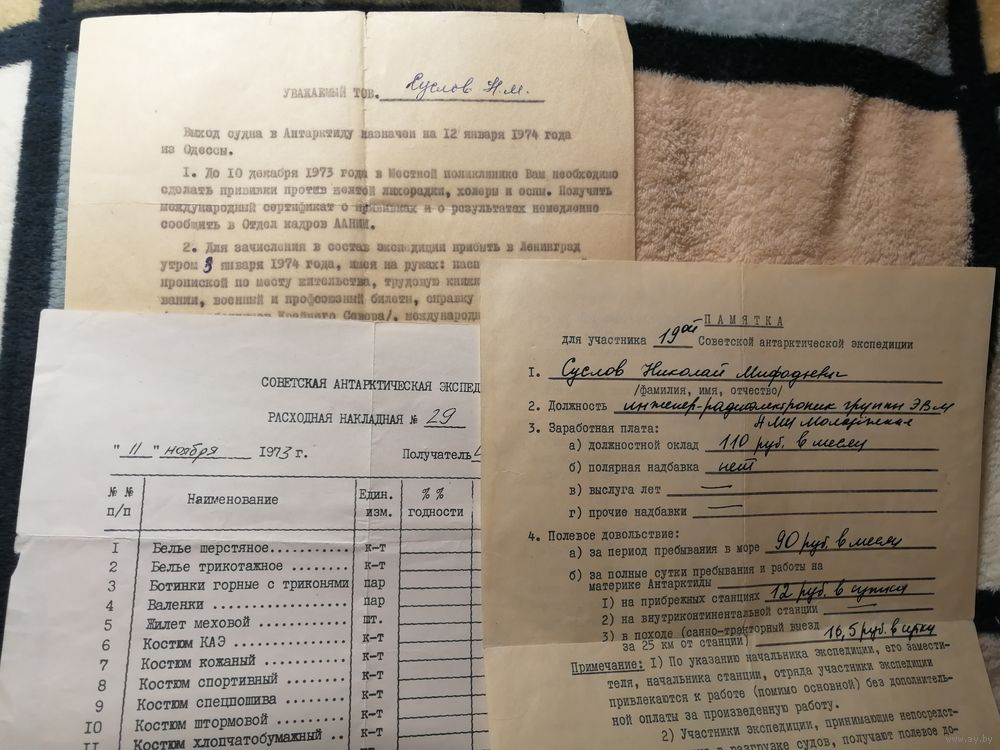 УВАЖАЕМЫЙ ТОВ. Суслов Н.М.
Выход судна в Антарктиду назначен на 12 января 1974 года
из Одессы.
1. До 10 декабря 1973 года в Местной поликлинике Вам необходимо
сделать прививки против желтой лихорадки, холеры и оспы. Получить
международный сертификат о прививках и о результатах немедленно
сообщить в Отдел кадров ААНИИ.
2. Для зачисления в состав экспедиции прибыть в Ленинград
утром 3 января 1974 года, имея на руках: пасп
пропиской по месту жительства, трудовую книжк
вании, военный и профсоюзный билеты, справку
Крайнего Севера/, международн
СОВЕТСКАЯ АНТАРКТИЧЕСКАЯ ЭКСПЕД
РАСХОДНАЯ НАКЛАДНАЯ № 29
"11" ноября 1973 г. Получатель
№ № п/п Наименование Един. изм. %% годности
I Белье шерстяное.......... к-т
2 Белье трикотажное ........ к-т
3 Ботинки горные с триконями пар
4 Валенки .................. пар
5 Жилет меховой ............ шт.
6 Костюм КАЭ ............... к-т
7 Костюм кожаный ........... к-т
8 Костюм спортивный ........ к-т
9 Костюм спецпошива ........ к-т
10 Костюм штормовой ......... к-т
11 Костюм хлопчатобумажный .. к-т
ПАМЯТКА
для участника 19ой Советской антарктической экспедиции
I. Суслов Николай Мифодиевич
/фамилия, имя, отчество/
2. Должность инженер-радиоэлектроник группы ЭВМ
АМЦ Молодежная
3. Заработная плата:
а) должностной оклад 110 руб. в месяц
б) полярная надбавка нет
в) выслуга лет —
г) прочие надбавки —
4. Полевое довольствие:
а) за период пребывания в море 90 руб. в месяц
б) за полные сутки пребывания и работы на
материке Антарктиды
I) на прибрежных станциях 12 руб. в сутки
2) на внутриконтинентальной станции —
3) в походе (санно-тракторный выезд
за 25 км от станции) 16,5 руб. в сутки
Примечание: I) По указанию начальника экспедиции, его замести-
теля, начальника станции, отряда участники экспедиции
привлекаются к работе (помимо основной) без дополнитель-
ной оплаты за произведенную работу.
2) Участники экспедиции, принимающие непосредст-
в разгрузке судов, получают полевое до-
www.ay.by